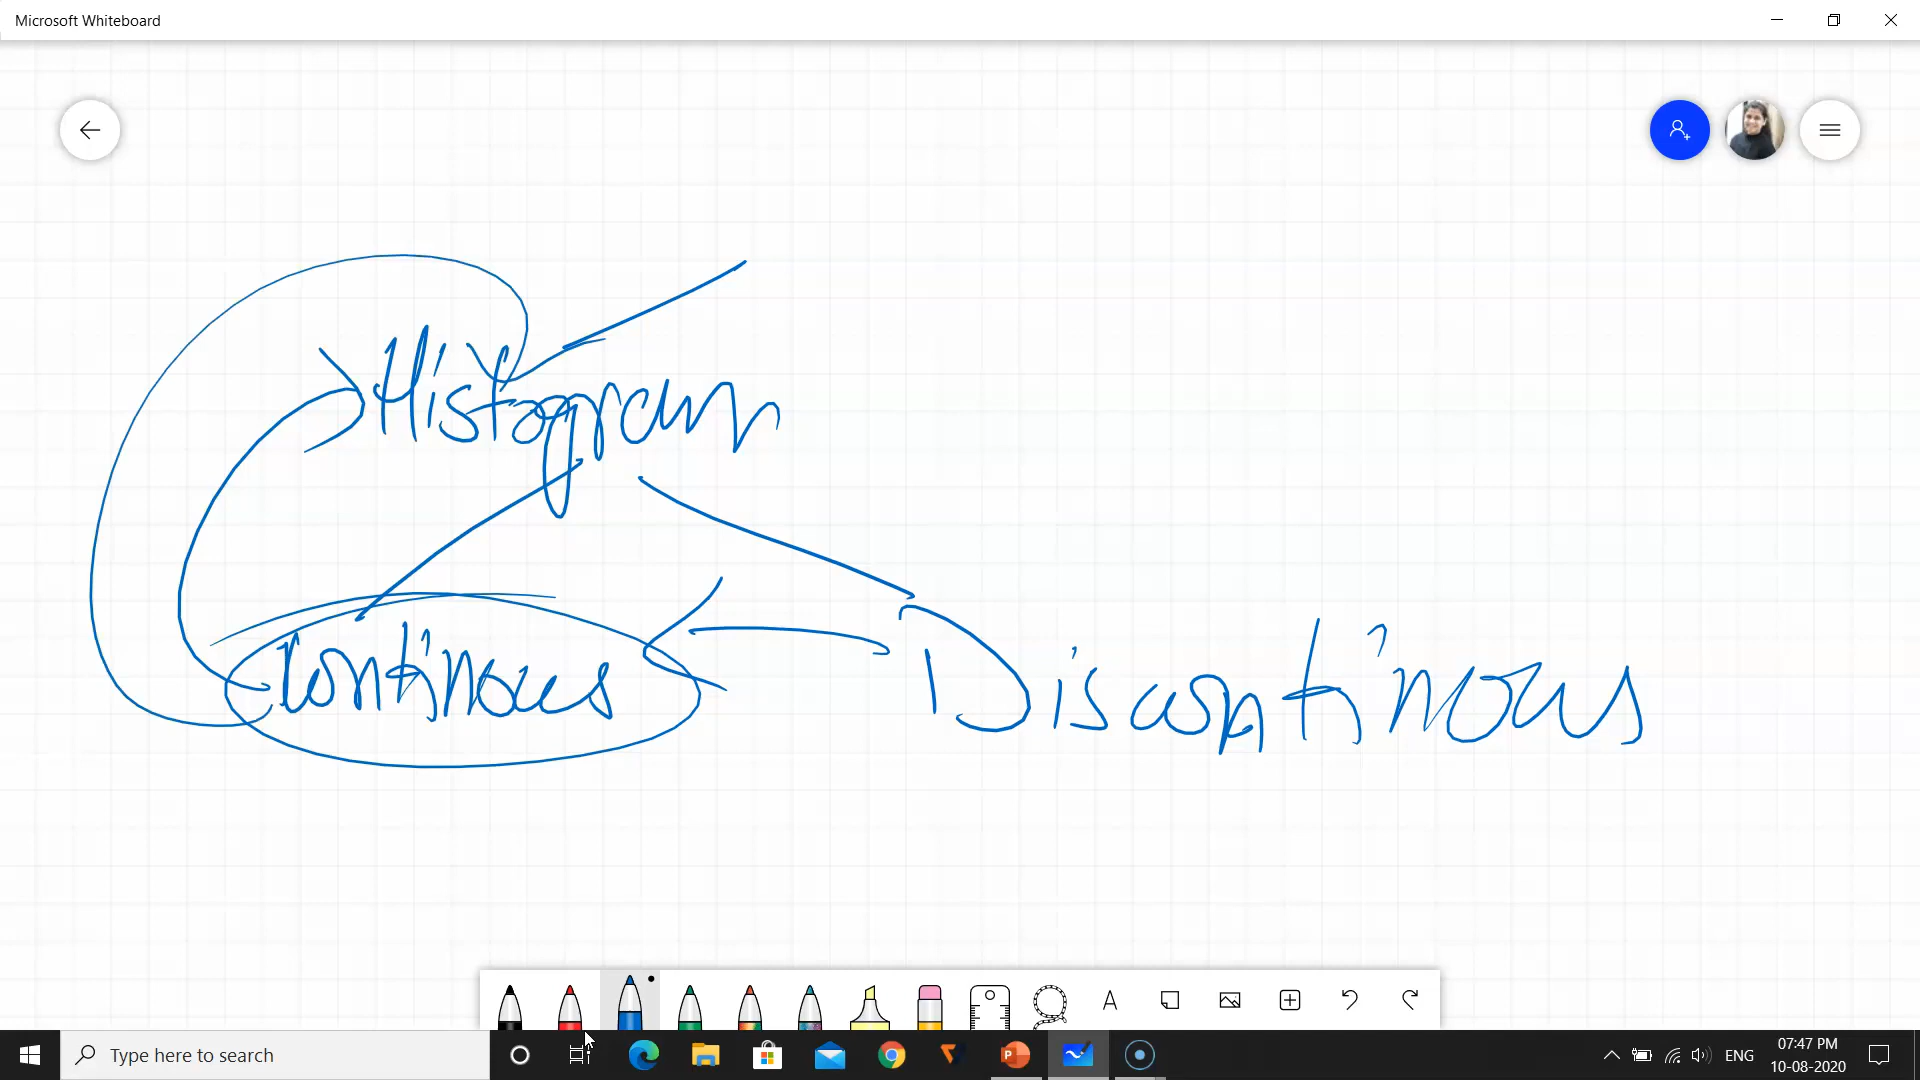 Microsoft Whiteboard
Histogram
Continous
Discontinous
A
Type here to search
ENG
07:47 PM
10-08-2020